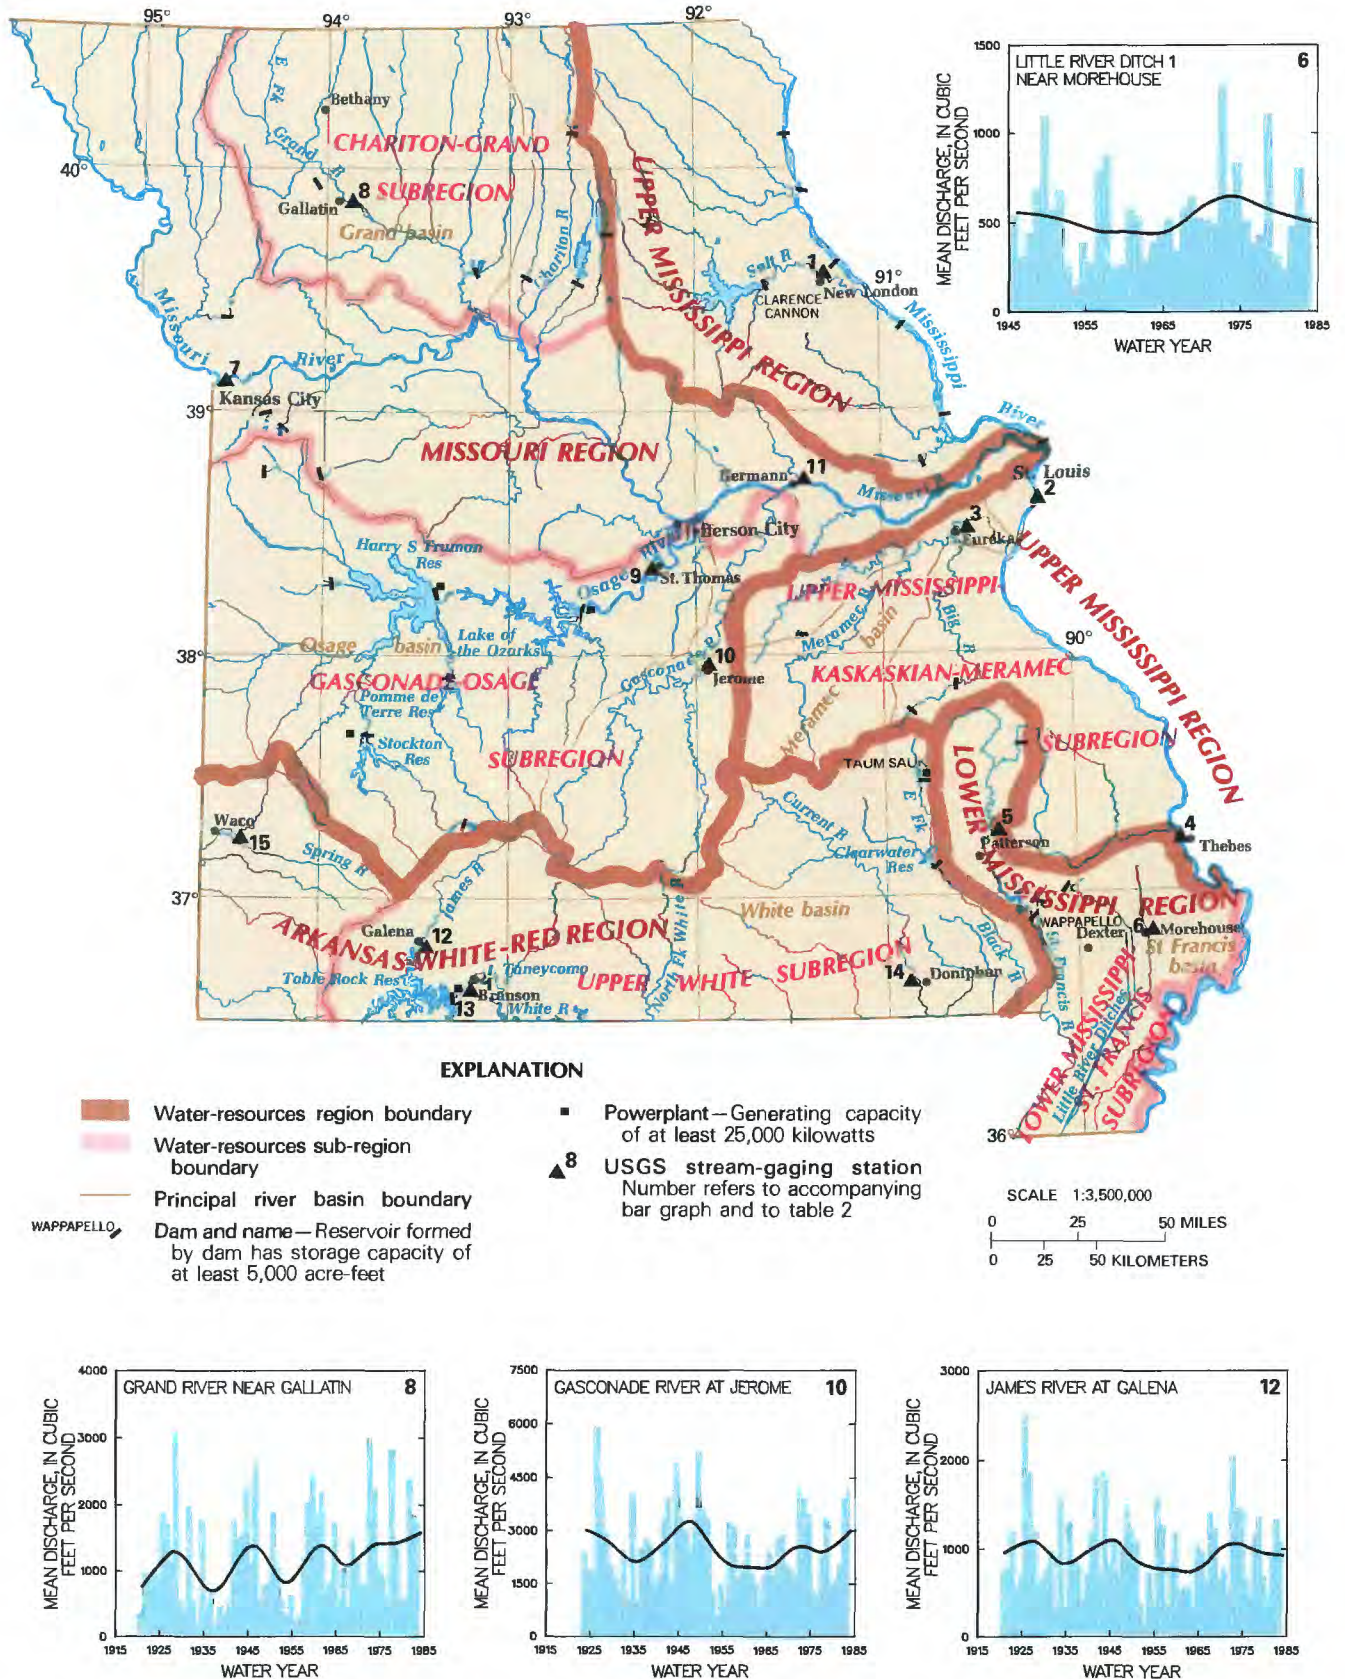 95°
94°
93°
92°
E Fk
Bethany
Grand R
CHARITON-GRAND
40°
8
SUBREGION
Gallatin
Grand basin
Chariton R
UPPER MISSISSIPPI REGION
Salt R
1
91°
New London
CLARENCE
CANNON
Mississippi
River
Missouri
River
7
Kansas City
39°
MISSOURI REGION
Hermann
11
Missouri R
St. Louis
2
3
Eureka
Harry S Truman
Res
Osage River
9
St. Thomas
UPPER MISSISSIPPI
UPPER MISSISSIPPI REGION
Meramec R
Big R
90°
Osage basin
Lake of
the Ozarks
38°
Gasconade R
10
Jerome
KASKASKIAN-MERAMEC
Meramec basin
Pomme de
Terre Res
Stockton
Res
SUBREGION
SUBREGION
TAUM SAUK
LOWER MISSISSIPPI REGION
E Fk
Current R
Clearwater
Res
5
Patterson
4
Thebes
Waco
15
Spring R
James R
37°
White basin
WAPPAPELLO
Dexter
6
Morehouse
St Francis
basin
Galena
12
ARKANSAS-WHITE-RED REGION
North Fk White R
Black R
Table Rock Res
Taneycomo
Branson
13
White R
UPPER WHITE SUBREGION
14
Doniphan
St. Francis R
LOWER MISSISSIPPI
ST. FRANCIS
SUBREGION
Little River Ditches
36°
LITTLE RIVER DITCH 1
NEAR MOREHOUSE
6
MEAN DISCHARGE, IN CUBIC
FEET PER SECOND
1500
1000
500
0
1945 1955 1965 1975 1985
WATER YEAR
EXPLANATION
Water-resources region boundary
Water-resources sub-region
boundary
Principal river basin boundary
WAPPAPELLO
Dam and name—Reservoir formed
by dam has storage capacity of
at least 5,000 acre-feet
Powerplant—Generating capacity
of at least 25,000 kilowatts
8
USGS stream-gaging station
Number refers to accompanying
bar graph and to table 2
SCALE 1:3,500,000
0 25 50 MILES
0 25 50 KILOMETERS
GRAND RIVER NEAR GALLATIN 8
MEAN DISCHARGE, IN CUBIC
FEET PER SECOND
4000
3000
2000
1000
0
1915 1925 1935 1945 1955 1965 1975 1985
WATER YEAR
GASCONADE RIVER AT JEROME 10
MEAN DISCHARGE, IN CUBIC
FEET PER SECOND
7500
6000
4500
3000
1500
0
1915 1925 1935 1945 1955 1965 1975 1985
WATER YEAR
JAMES RIVER AT GALENA 12
MEAN DISCHARGE, IN CUBIC
FEET PER SECOND
3000
2000
1000
0
1915 1925 1935 1945 1955 1965 1975 1985
WATER YEAR